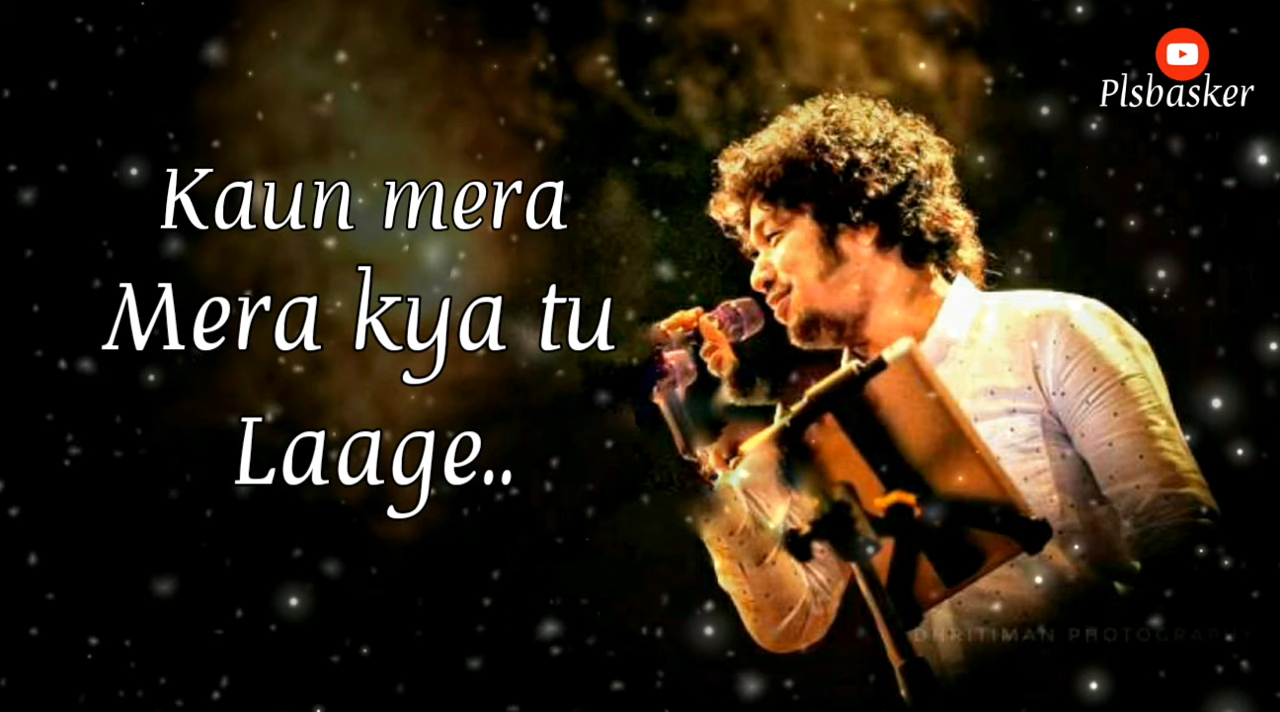 Plsbasker
Kaun mera
Mera kya tu
Laage..
DHRITIMAN PHOTOGRAPHY